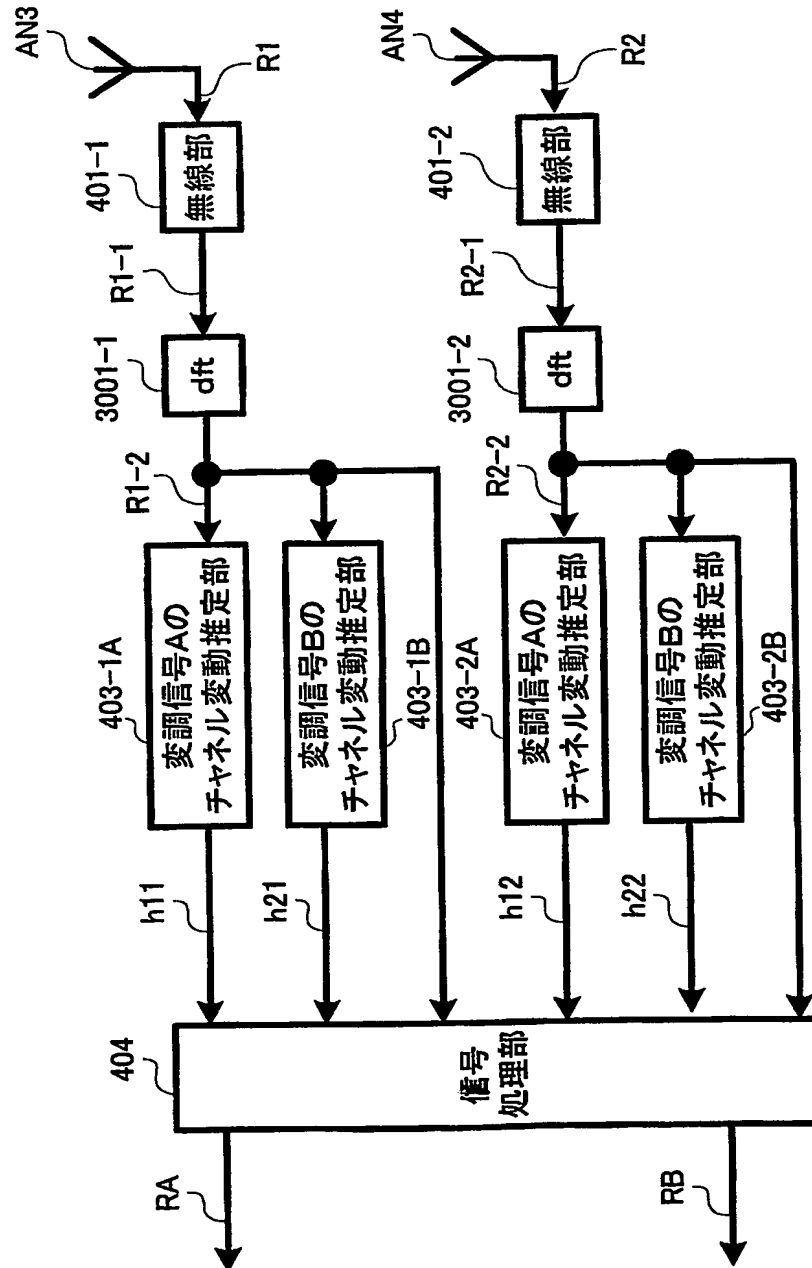 AN3
R1
401-1
無線部
R1-1
3001-1
dft
R1-2
403-1A
変調信号Aの
チャネル変動推定部
変調信号Bの
チャネル変動推定部
403-1B
h11
h21
AN4
R2
401-2
無線部
R2-1
3001-2
dft
R2-2
403-2A
変調信号Aの
チャネル変動推定部
変調信号Bの
チャネル変動推定部
403-2B
h12
h22
404
信号
処理部
RA
RB